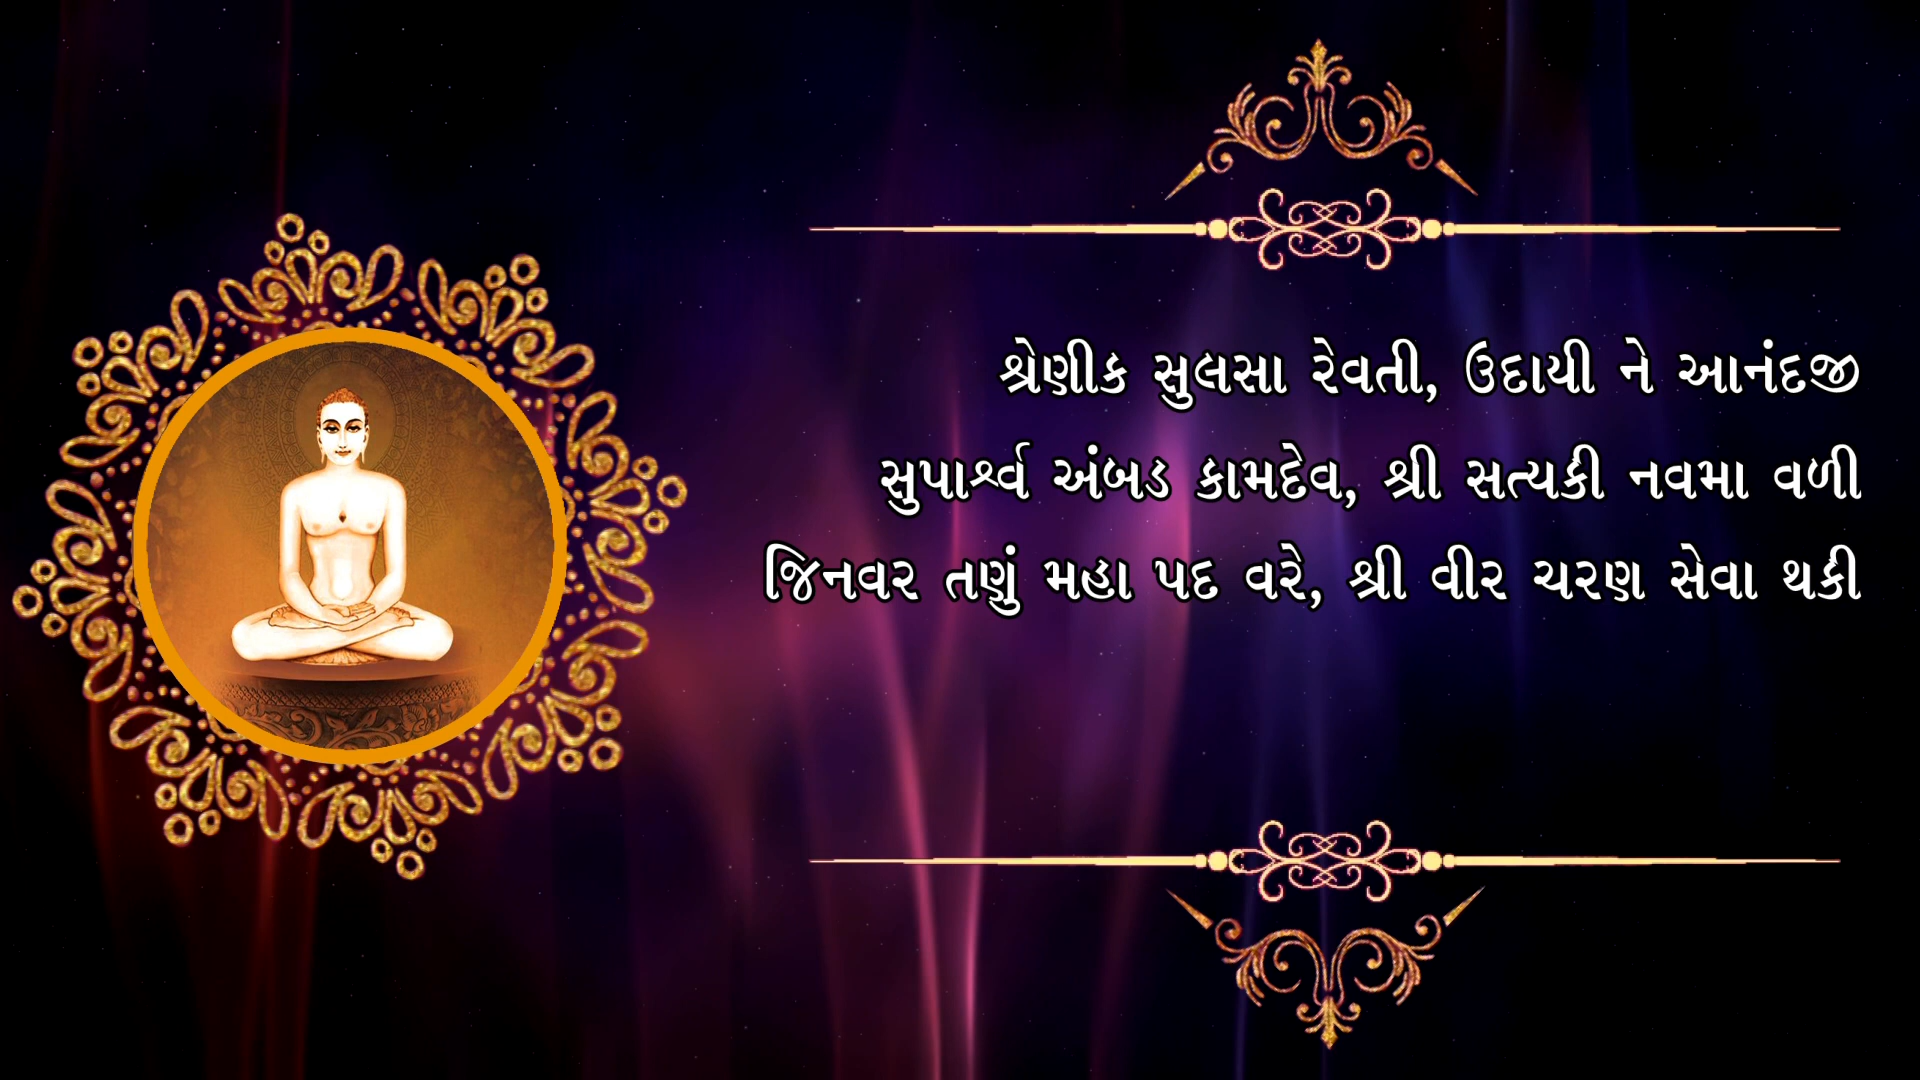 શ્રેણીક સુલસા રેવતી, ઉદાયી ને આનંદજી
સુપાર્શ્વ અંબડ કામદેવ, શ્રી સત્યકી નવમા વળી
જિનવર તણું મહા પદ વરે, શ્રી વીર ચરણ સેવા થકી